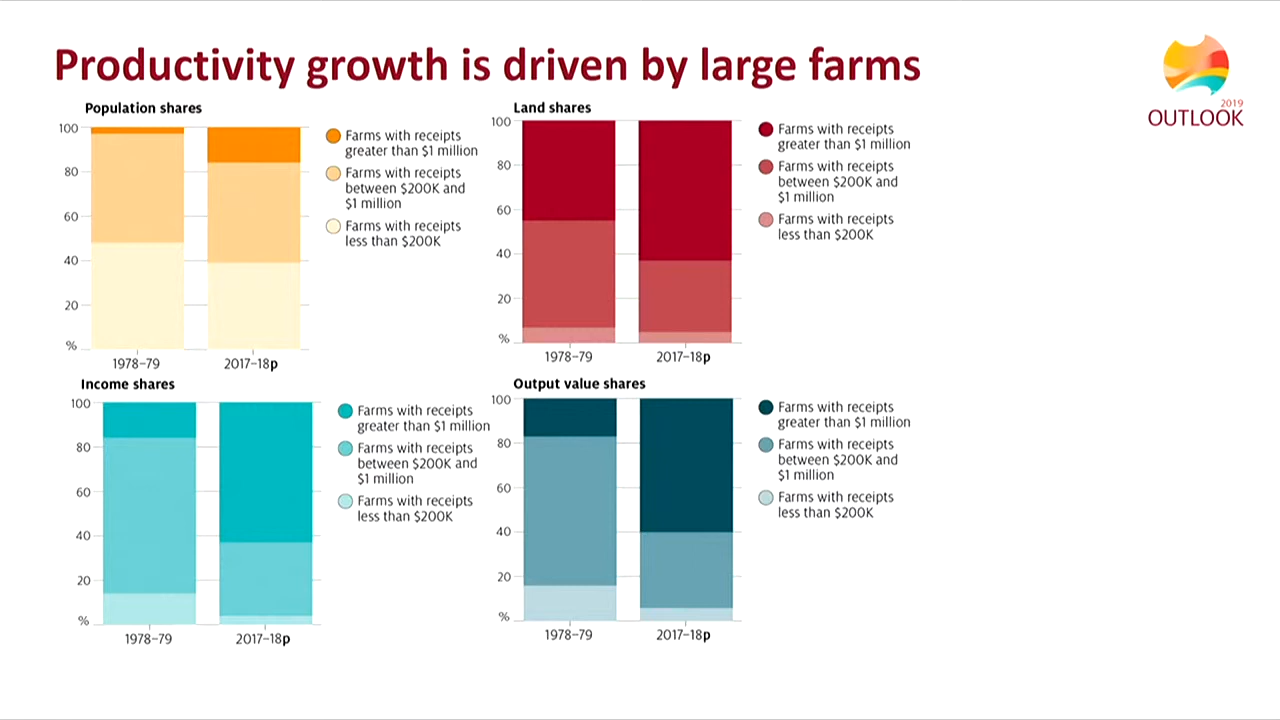 Productivity growth is driven by large farms
2019
OUTLOOK
Population shares
100
80
60
40
20
%
1978–79
2017–18p
Farms with receipts
greater than $1 million
Farms with receipts
between $200K and
$1 million
Farms with receipts
less than $200K
Land shares
100
80
60
40
20
%
1978–79
2017–18p
Farms with receipts
greater than $1 million
Farms with receipts
between $200K and
$1 million
Farms with receipts
less than $200K
Income shares
100
80
60
40
20
%
1978–79
2017–18p
Farms with receipts
greater than $1 million
Farms with receipts
between $200K and
$1 million
Farms with receipts
less than $200K
Output value shares
100
80
60
40
20
%
1978–79
2017–18p
Farms with receipts
greater than $1 million
Farms with receipts
between $200K and
$1 million
Farms with receipts
less than $200K